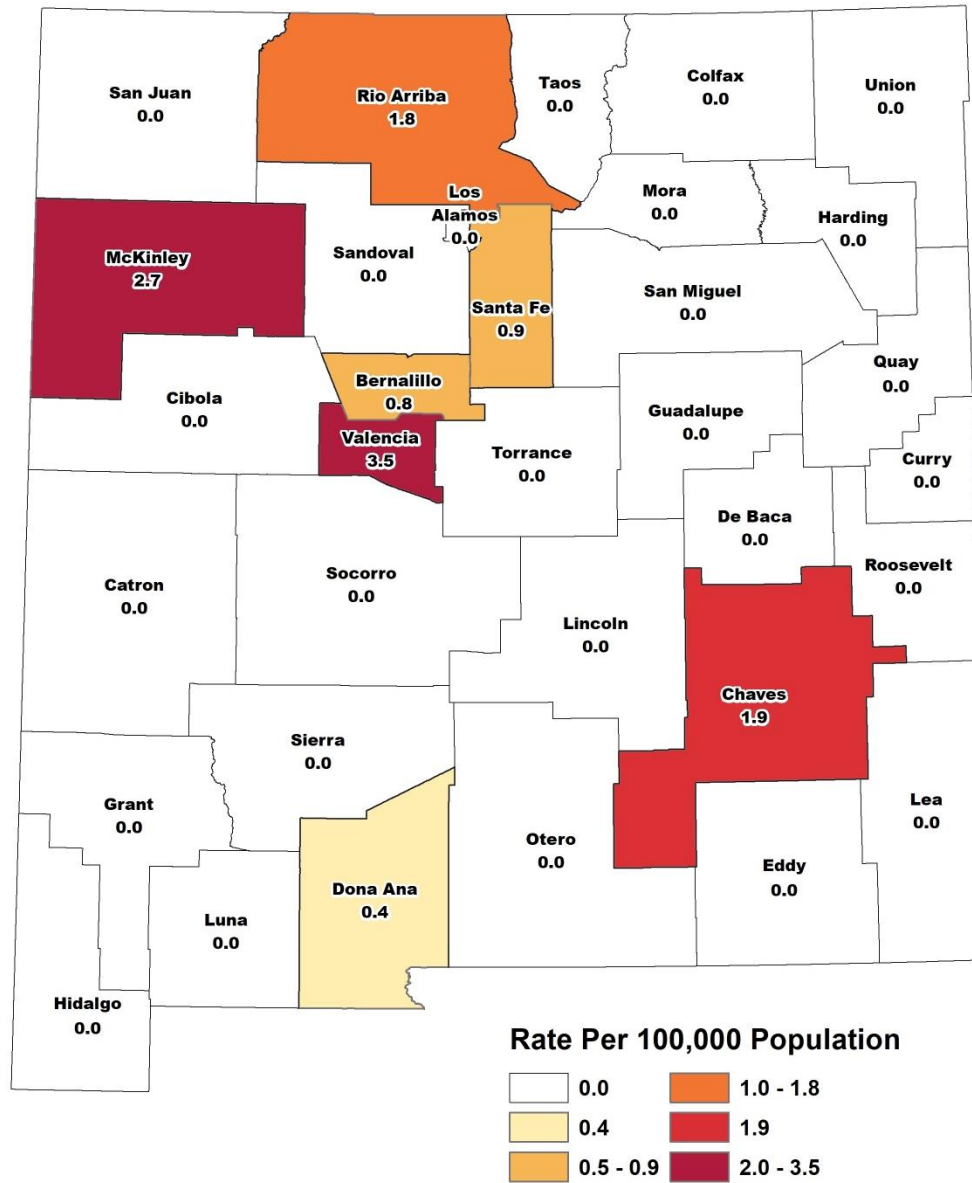 San Juan
0.0
Rio Arriba
1.8
Taos
0.0
Colfax
0.0
Union
0.0
Los
Alamos
0.0
Mora
0.0
Harding
0.0
McKinley
2.7
Sandoval
0.0
Santa Fe
0.9
San Miguel
0.0
Quay
0.0
Cibola
0.0
Bernalillo
0.8
Guadalupe
0.0
Valencia
3.5
Torrance
0.0
Curry
0.0
De Baca
0.0
Roosevelt
0.0
Catron
0.0
Socorro
0.0
Lincoln
0.0
Chaves
1.9
Sierra
0.0
Grant
0.0
Lea
0.0
Otero
0.0
Eddy
0.0
Dona Ana
0.4
Luna
0.0
Hidalgo
0.0
Rate Per 100,000 Population
0.0
0.4
0.5 - 0.9
1.0 - 1.8
1.9
2.0 - 3.5